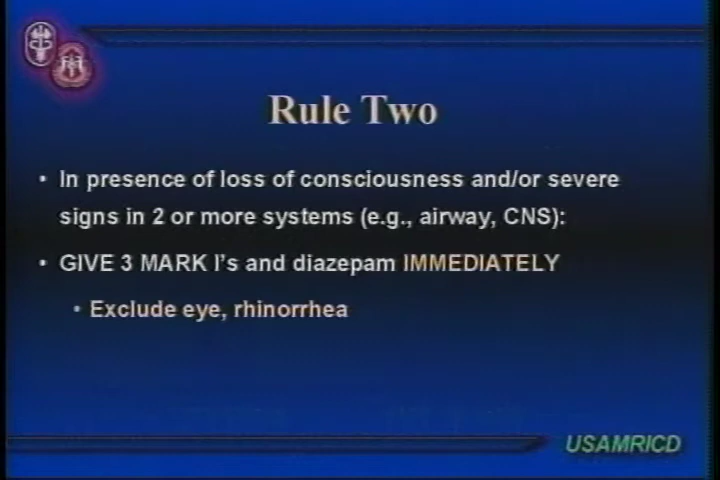 Rule Two
• In presence of loss of consciousness and/or severe
signs in 2 or more systems (e.g., airway, CNS):
• GIVE 3 MARK I's and diazepam IMMEDIATELY
• Exclude eye, rhinorrhea
USAMRICD